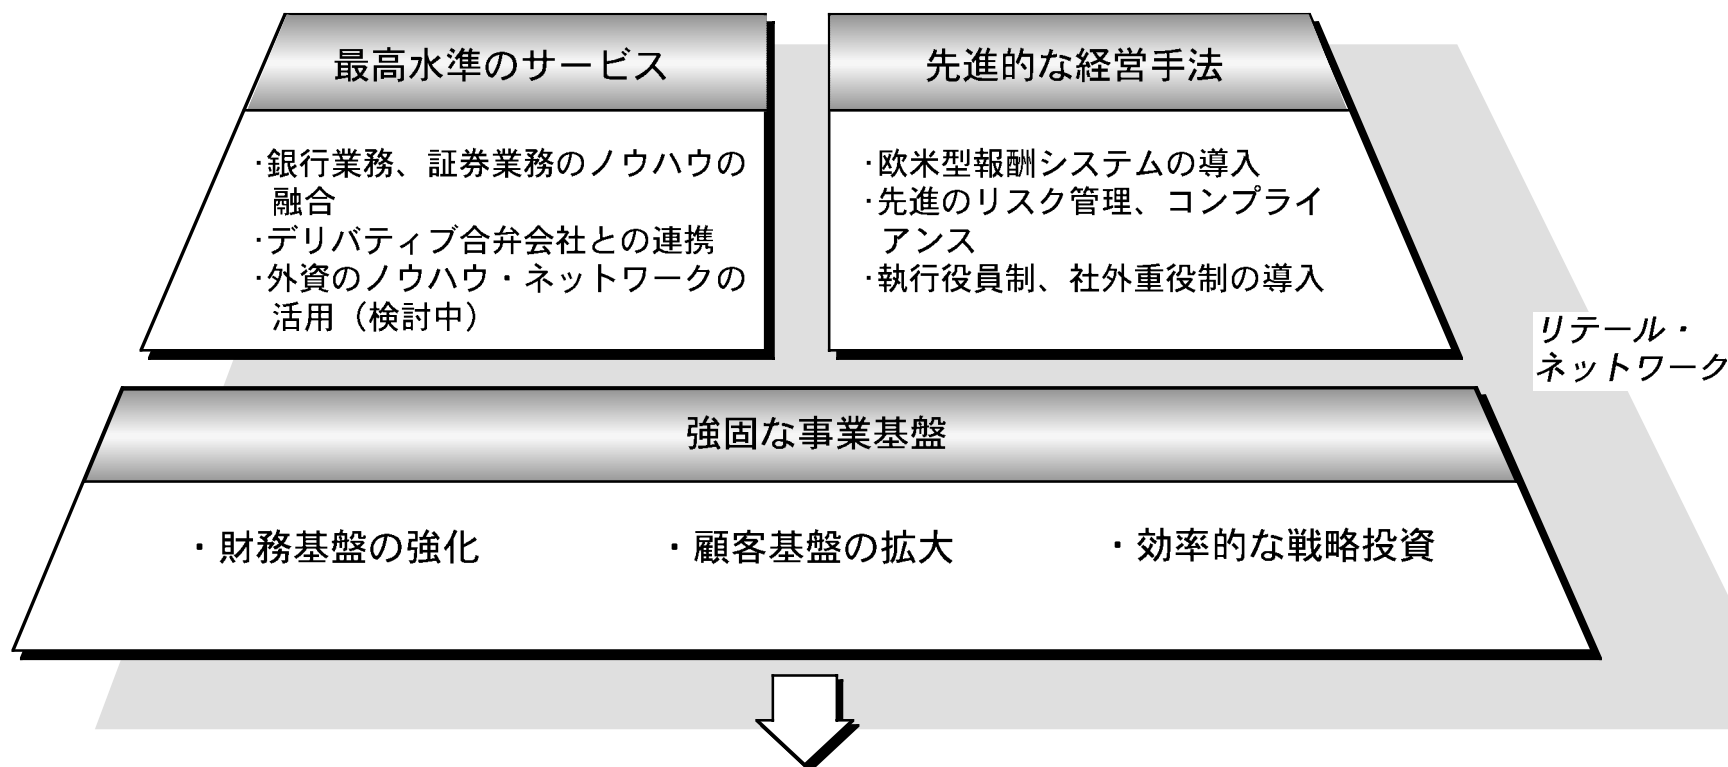 最高水準のサービス
・銀行業務、証券業務のノウハウの
融合
・デリバティブ合弁会社との連携
・外資のノウハウ・ネットワークの
活用（検討中）
先進的な経営手法
・欧米型報酬システムの導入
・先進のリスク管理、コンプライ
アンス
・執行役員制、社外重役制の導入
リテール・
ネットワーク
強固な事業基盤
・財務基盤の強化
・顧客基盤の拡大
・効率的な戦略投資